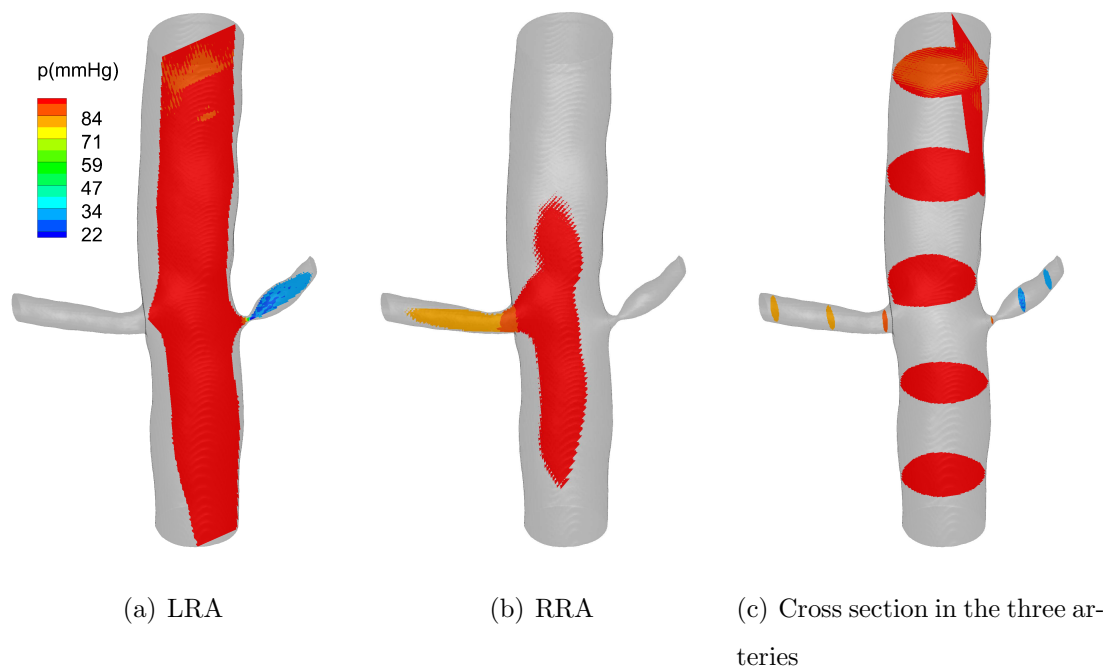 p(mmHg)
84
71
59
47
34
22
(a) LRA
(b) RRA
(c) Cross section in the three ar-
teries